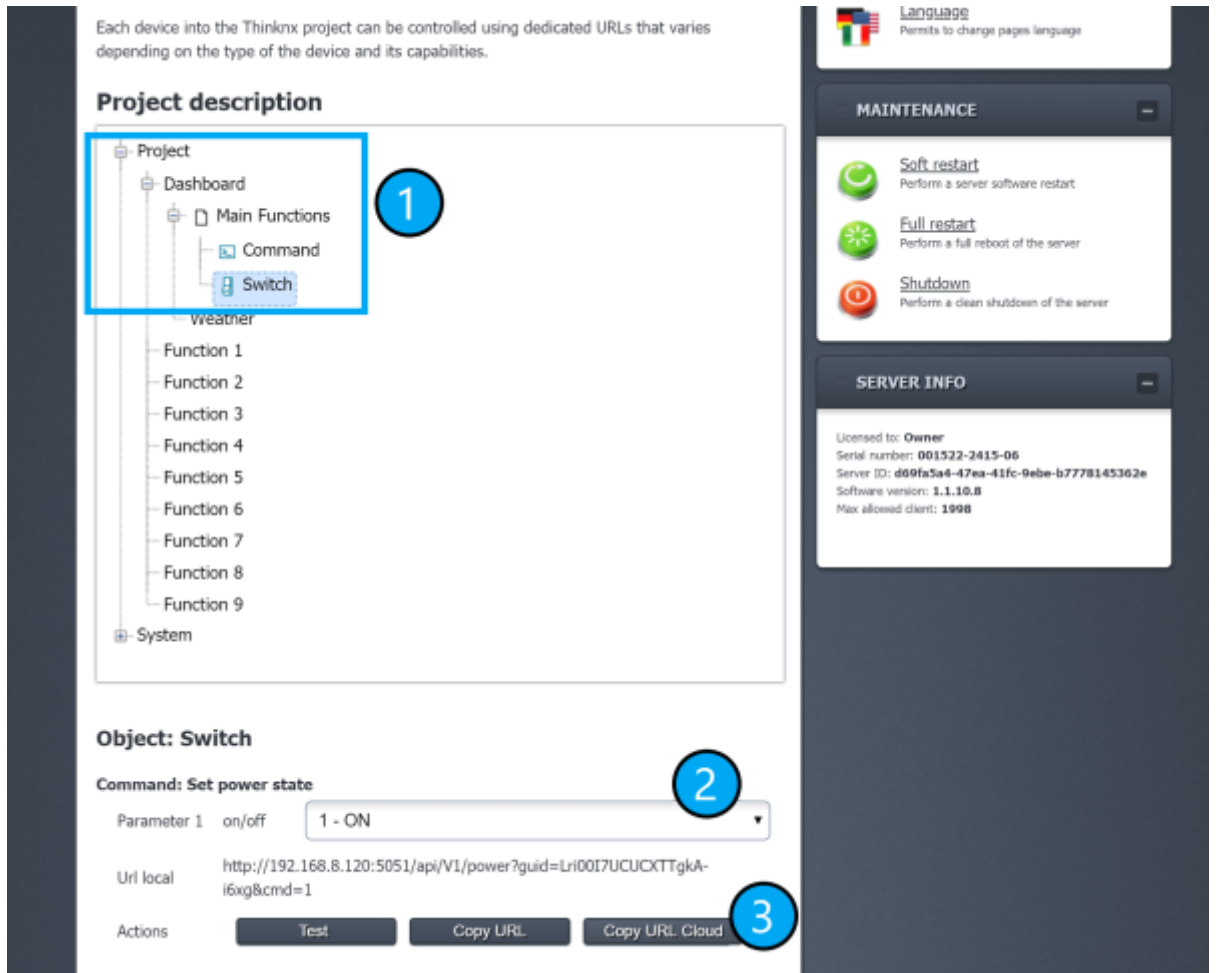 Each device into the Thinknx project can be controlled using dedicated URLs that varies
depending on the type of the device and its capabilities.
Project description
Project
Dashboard
Main Functions
Command
Switch
Weather
Function 1
Function 2
Function 3
Function 4
Function 5
Function 6
Function 7
Function 8
Function 9
System
1
Object: Switch
Command: Set power state
2
Parameter 1 on/off 1 - ON
Url local http://192.168.8.120:5051/api/V1/power?guid=Lri00I7UCUCXTTgkA-
i6xg&cmd=1
Actions Test Copy URL Copy URL Cloud
3
Language
Permits to change pages language
MAINTENANCE
Soft restart
Perform a server software restart
Full restart
Perform a full reboot of the server
Shutdown
Perform a clean shutdown of the server
SERVER INFO
Licensed to: Owner
Serial number: 001522-2415-06
Server ID: d69fa5a4-47ea-41fc-9ebe-b7778145362e
Software version: 1.1.10.8
Max allowed client: 1998